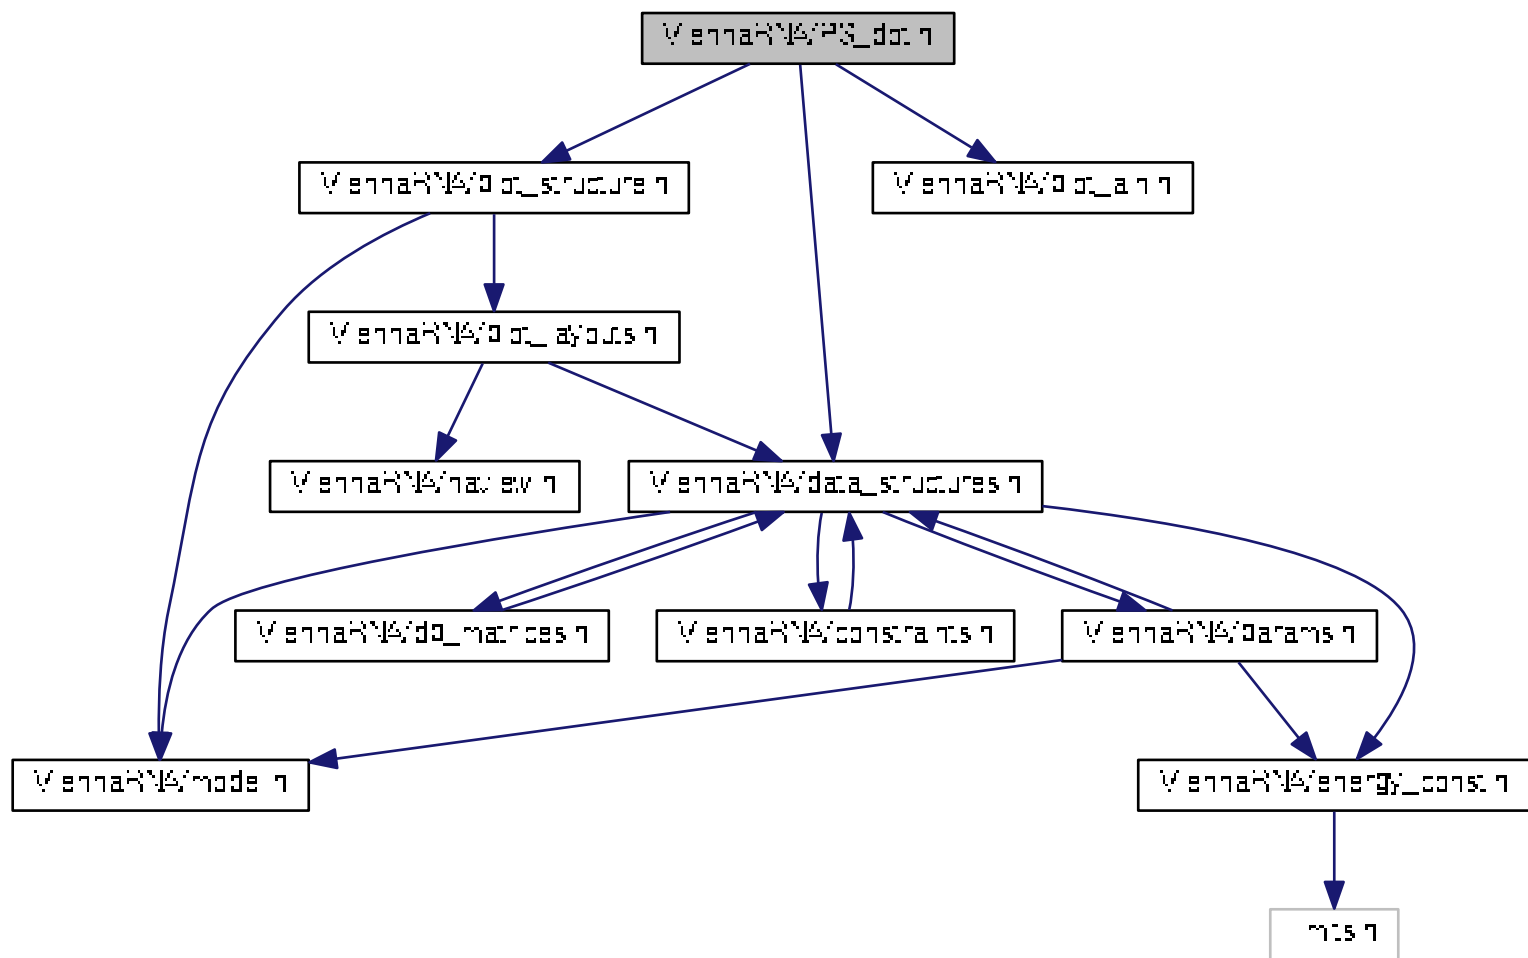 ViennaRNA/PS_dot.h
ViennaRNA/plot_structure.h
ViennaRNA/plot_aln.h
ViennaRNA/plot_layouts.h
ViennaRNA/naview.h
ViennaRNA/data_structures.h
ViennaRNA/dp_matrices.h
ViennaRNA/constraints.h
ViennaRNA/params.h
ViennaRNA/model.h
ViennaRNA/energy_const.h
limits.h